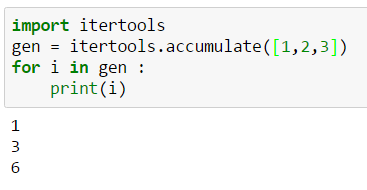 import itertools
gen = itertools.accumulate([1,2,3])
for i in gen :
    print(i)
1
3
6